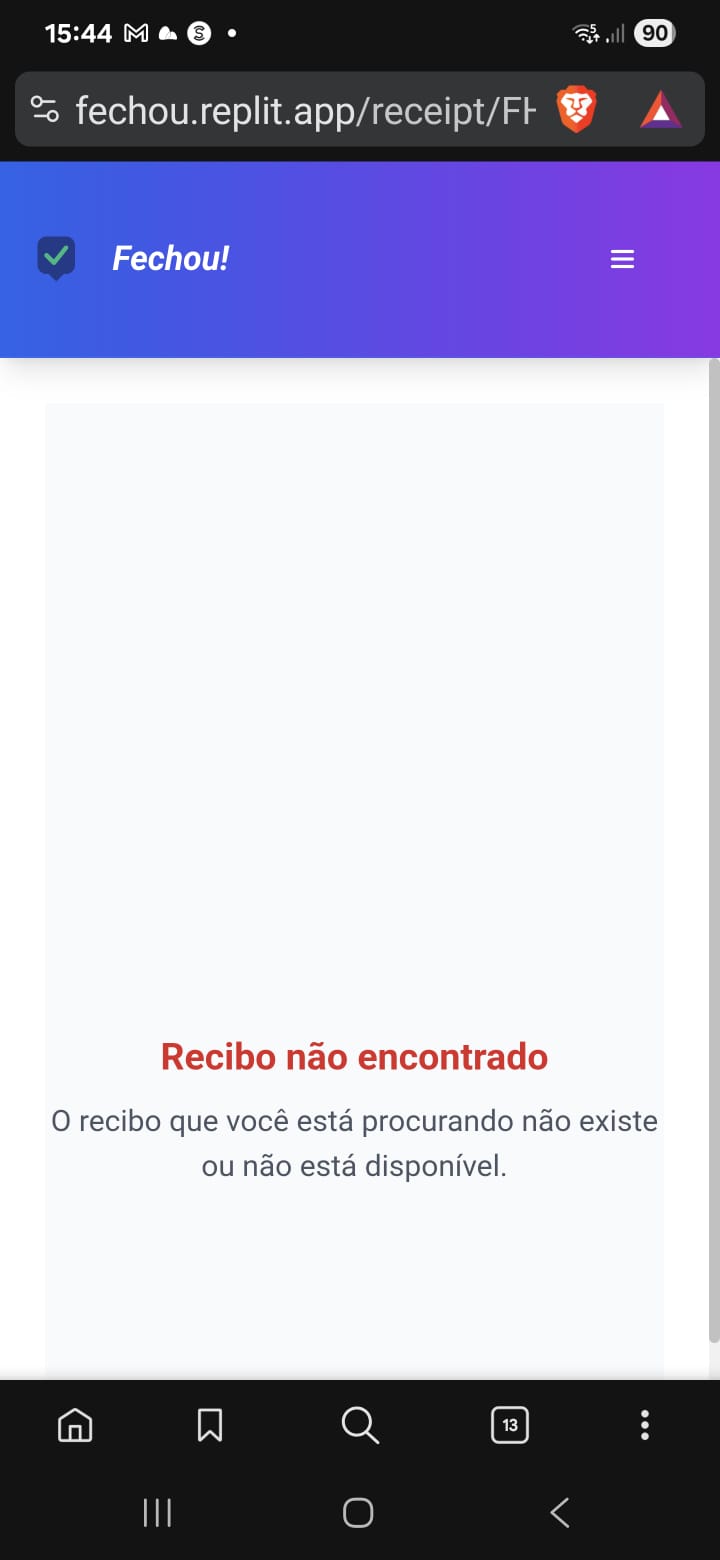 15:44
90
fechou.replit.app/receipt/FH
Fechou!
Recibo não encontrado
O recibo que você está procurando não existe
ou não está disponível.
13